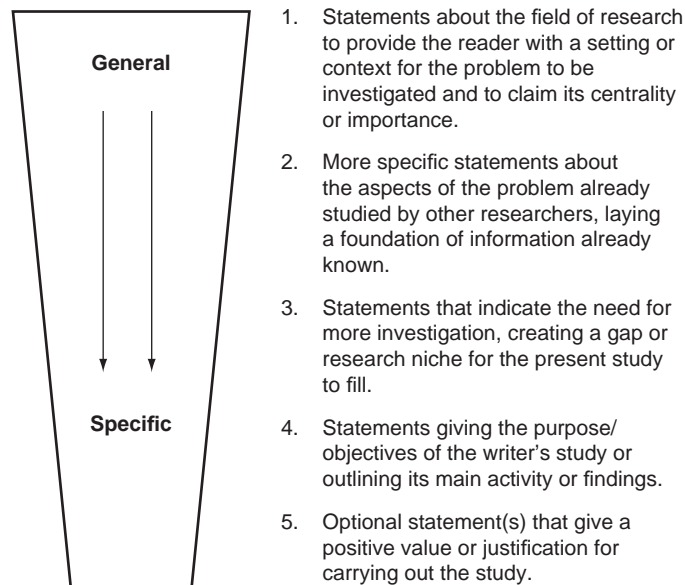 General
Specific
1. Statements about the field of research
to provide the reader with a setting or
context for the problem to be
investigated and to claim its centrality
or importance.
2. More specific statements about
the aspects of the problem already
studied by other researchers, laying
a foundation of information already
known.
3. Statements that indicate the need for
more investigation, creating a gap or
research niche for the present study
to fill.
4. Statements giving the purpose/
objectives of the writer's study or
outlining its main activity or findings.
5. Optional statement(s) that give a
positive value or justification for
carrying out the study.